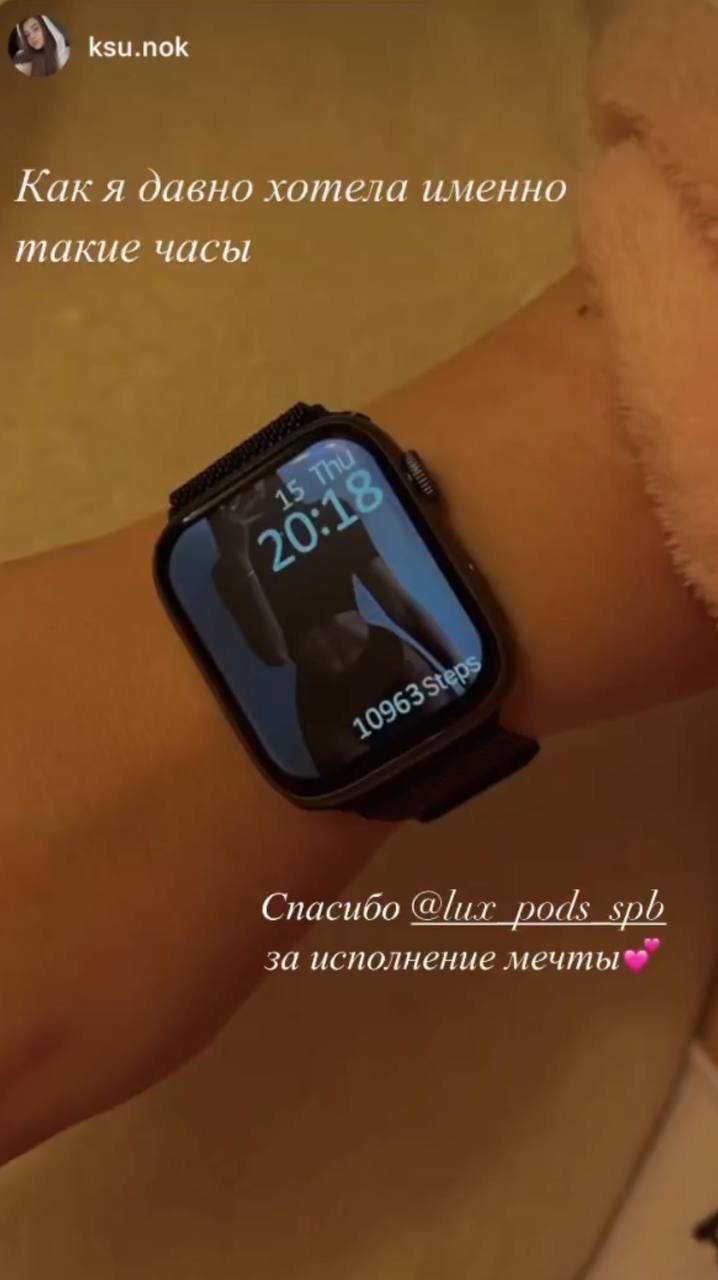 ksu.nok
Как я давно хотела именно
такие часы
15 Thu
20:18
10963 Steps
Спасибо @lux_pods_spb
за исполнение мечты💕